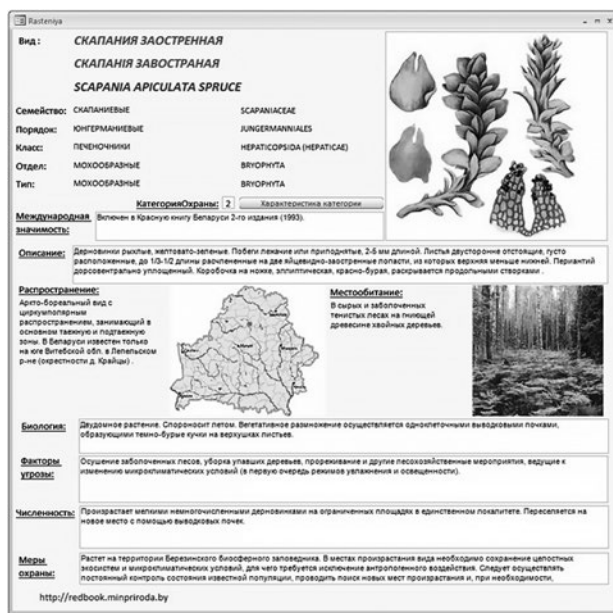 Rasteniya
Вид: СКАПАНИЯ ЗАОСТРЕННАЯ
СКАПАНІЯ ЗАВОСТРАНАЯ
SCAPANIA APICULATA SPRUCE
Семейство: СКАПАНИЕВЫЕ SCAPANIACEAE
Порядок: ЮНГЕРМАННИЕВЫЕ JUNGERMANNIALES
Класс: ПЕЧЕНОЧНИКИ HEPATICOPSIDA (HEPATICAE)
Отдел: МОХООБРАЗНЫЕ BRYOPHYTA
Тип: МОХООБРАЗНЫЕ BRYOPHYTA
КатегорияОхраны: 2 Характеристика категории
Международная значимость: Включен в Красную книгу Беларуси 2-го издания (1993).
Описание: Дерновинки рыхлые, желтовато-зеленые. Побеги лежачие или приподнятые, 2-5 мм длиной. Листья двусторонне отстоящие, густо
расположенные, до 1/3-1/2 длины расчлененные на две яйцевидно-заостренные лопасти, из которых верхняя меньше нижней. Периантий
дорсовентрально уплощенный. Коробочка на ножке, эллиптическая, красно-бурая, раскрывается продольными створками .
Распространение:
Аркто-бореальный вид с
циркумполярным
распространением, занимающий в
основном таежную и подтаежную
зоны. В Беларуси известен только
на юге Витебской обл. в Лепельском
р-не (окрестности д. Крайцы) .
Местообитание:
В сырых и заболоченных
тенистых лесах на гниющей
древесине хвойных деревьев.
Биология: Двудомное растение. Спороносит летом. Вегетативное размножение осуществляется одноклеточными выводковыми почками,
образующими темно-бурые кучки на верхушках листьев.
Факторы угрозы: Осушение заболоченных лесов, уборка упавших деревьев, прореживание и другие лесохозяйственные мероприятия, ведущие к
изменению микроклиматических условий (в первую очередь режимов увлажнения и освещенности).
Численность: Произрастает мелкими немногочисленными дерновинками на ограниченных площадях в единственном локалитете. Переселяется на
новое место с помощью выводковых почек.
Меры охраны: Растет на территории Березинского биосферного заповедника. В местах произрастания вида необходимо сохранение целостных
экосистем и микроклиматических условий, для чего требуется исключение антропогенного воздействия. Следует осуществлять
постоянный контроль состояния известной популяции, проводить поиск новых мест произрастания и, при необходимости,
http://redbook.minpriroda.by